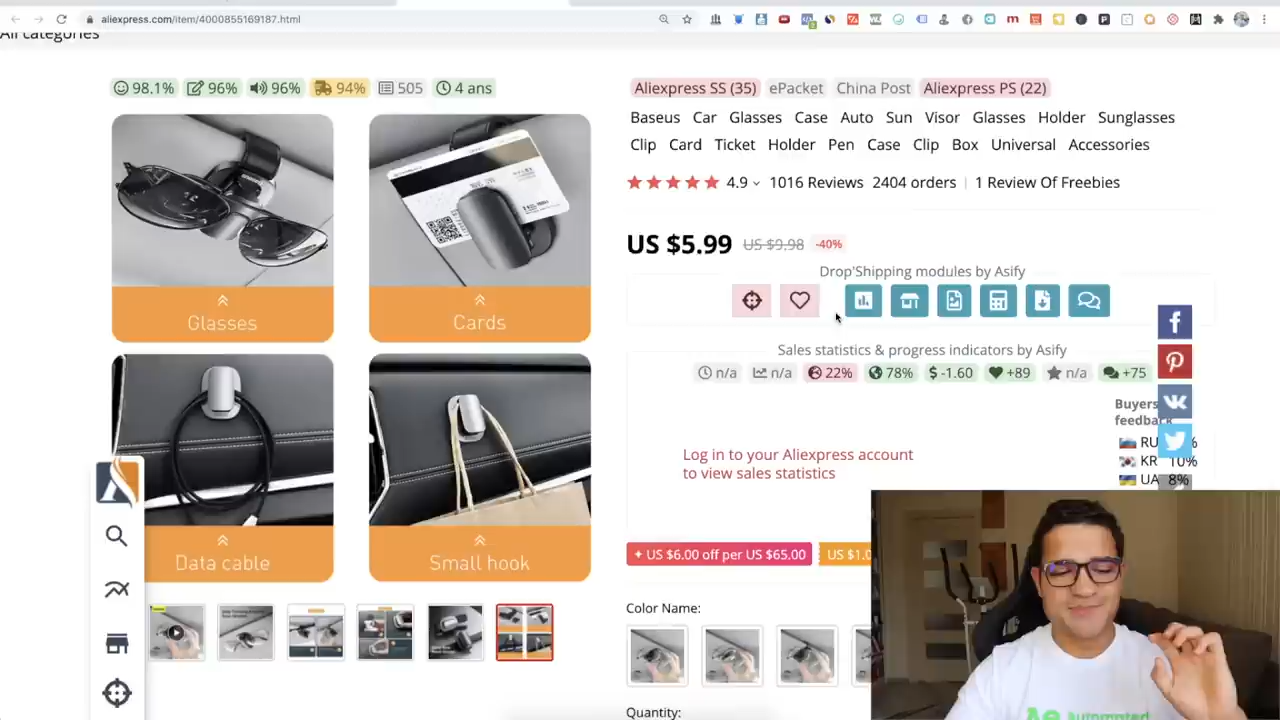 aliexpress.com/item/4000855169187.html
All categories
98.1% 96% 96% 94% 505 4 ans
Aliexpress SS (35) ePacket China Post Aliexpress PS (22)
Baseus Car Glasses Case Auto Sun Visor Glasses Holder Sunglasses
Clip Card Ticket Holder Pen Case Clip Box Universal Accessories
4.9 1016 Reviews 2404 orders 1 Review Of Freebies
US $5.99 US $9.98 -40%
Drop'Shipping modules by Asify
Sales statistics & progress indicators by Asify
n/a n/a 22% 78% -1.60 +89 n/a +75
Buyers
feedback
Log in to your Aliexpress account
to view sales statistics
RU %
KR 10%
UA 8%
Glasses
Cards
Data cable
Small hook
+ US $6.00 off per US $65.00 US $1.0
Color Name:
Quantity:
automated